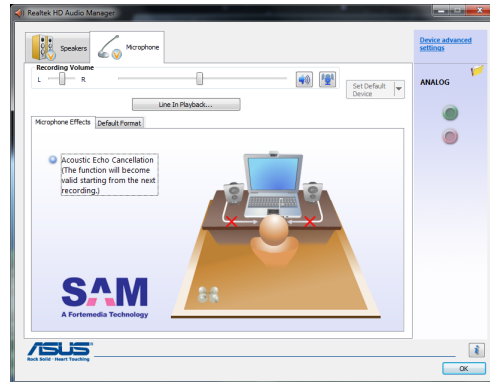 Realtek HD Audio Manager
Speakers
Microphone
Device advanced
settings
Recording Volume
L
R
Set Default
Device
ANALOG
Line In Playback...
Microphone Effects
Default Format
Acoustic Echo Cancellation
(The function will become
valid starting from the next
recording.)
SAM
A Fortemedia Technology
ASUS
Rock Solid · Heart Touching
i
OK